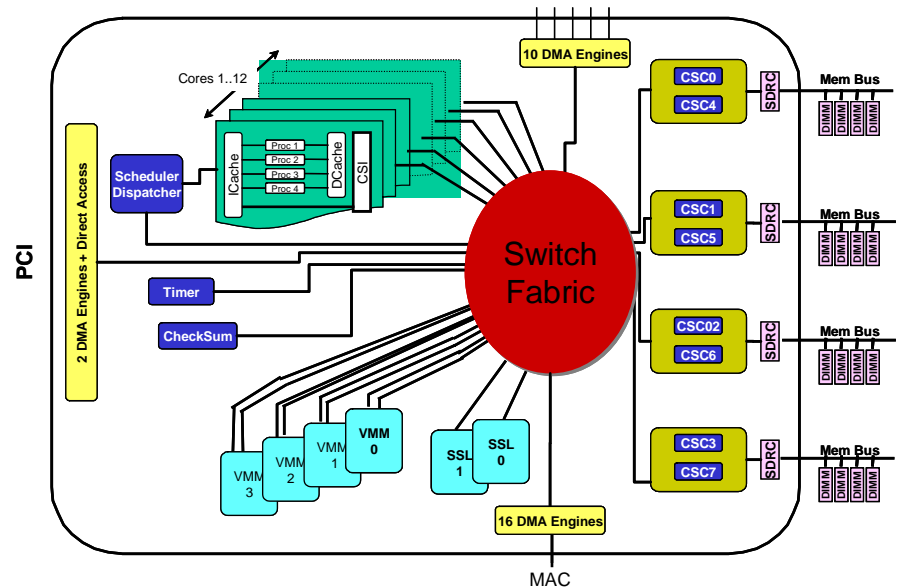 10 DMA Engines
Cores 1..12
ICache
Proc 1
Proc 2
Proc 3
Proc 4
DCache
CSI
Scheduler
Dispatcher
PCI
2 DMA Engines + Direct Access
Timer
CheckSum
Switch
Fabric
VMM
3
VMM
2
VMM
1
VMM
0
SSL
1
SSL
0
16 DMA Engines
MAC
CSC0
CSC4
SDRC
Mem Bus
DIMM
DIMM
DIMM
DIMM
CSC1
CSC5
SDRC
Mem Bus
DIMM
DIMM
DIMM
DIMM
CSC02
CSC6
SDRC
Mem Bus
DIMM
DIMM
DIMM
DIMM
CSC3
CSC7
SDRC
Mem Bus
DIMM
DIMM
DIMM
DIMM